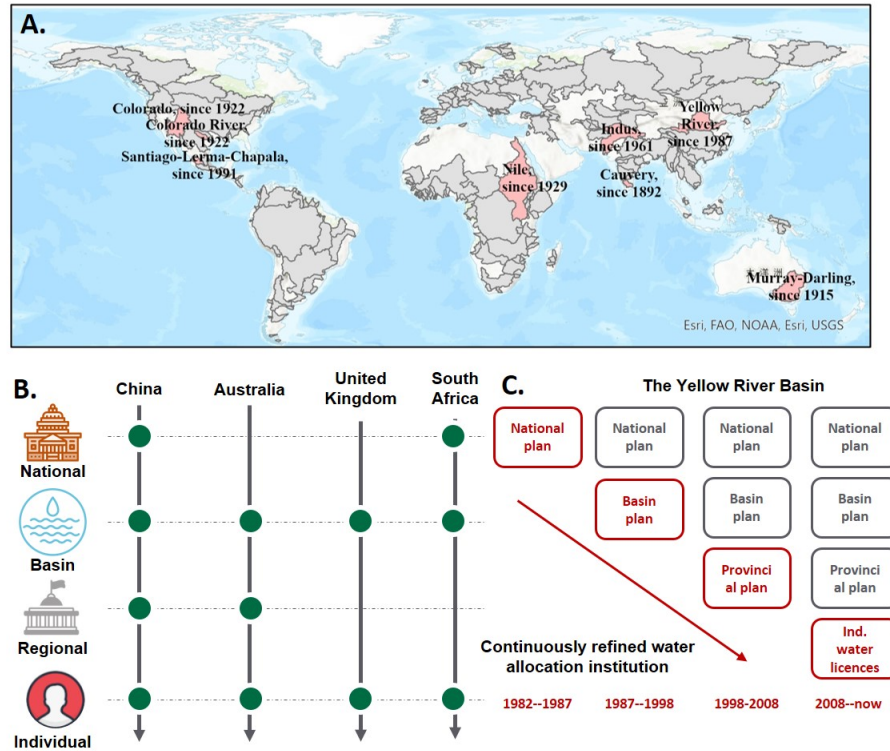 A.
Colorado, since 1922
Colorado River,
since 1922
Santiago-Lerma-Chapala,
since 1991
Nile,
since 1929
Indus,
since 1961
Cauvery,
since 1892
Yellow
River,
since 1987
Murray-Darling,
since 1915
Esri, FAO, NOAA, Esri, USGS
B.
China
Australia
United
Kingdom
South
Africa
National
Basin
Regional
Individual
C.
The Yellow River Basin
National
plan
National
plan
National
plan
National
plan
Basin
plan
Basin
plan
Basin
plan
Provinci
al plan
Provinci
al plan
Ind.
water
licences
Continuously refined water
allocation institution
1982--1987
1987--1998
1998-2008
2008--now